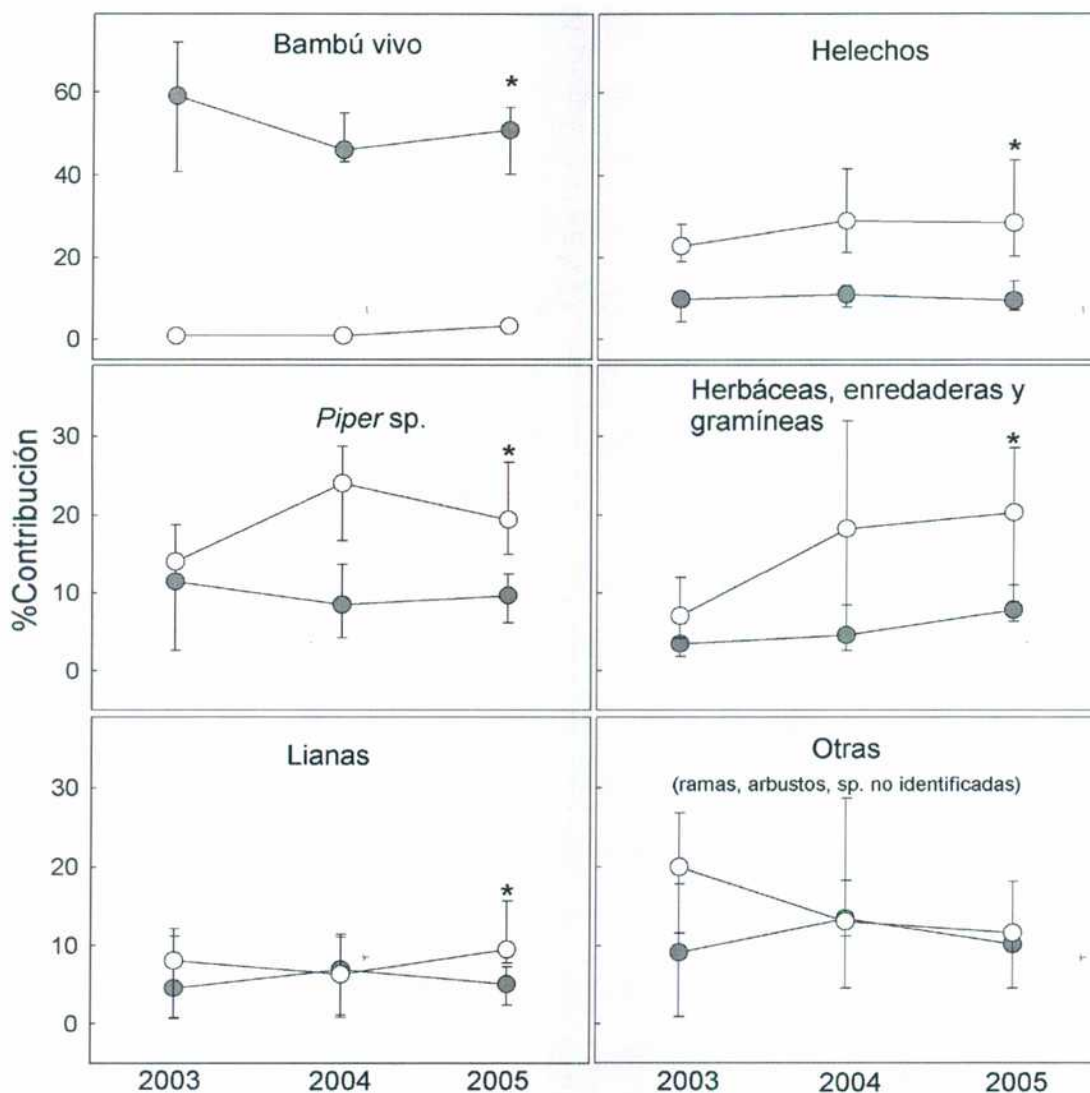 Bambú vivo
Helechos
60
*
*
40
20
0
Piper sp.
Herbáceas, enredaderas y
gramíneas
%Contribución
30
*
*
20
10
0
Lianas
Otras
(ramas, arbustos, sp. no identificadas)
30
20
*
10
0
2003
2004
2005
2003
2004
2005